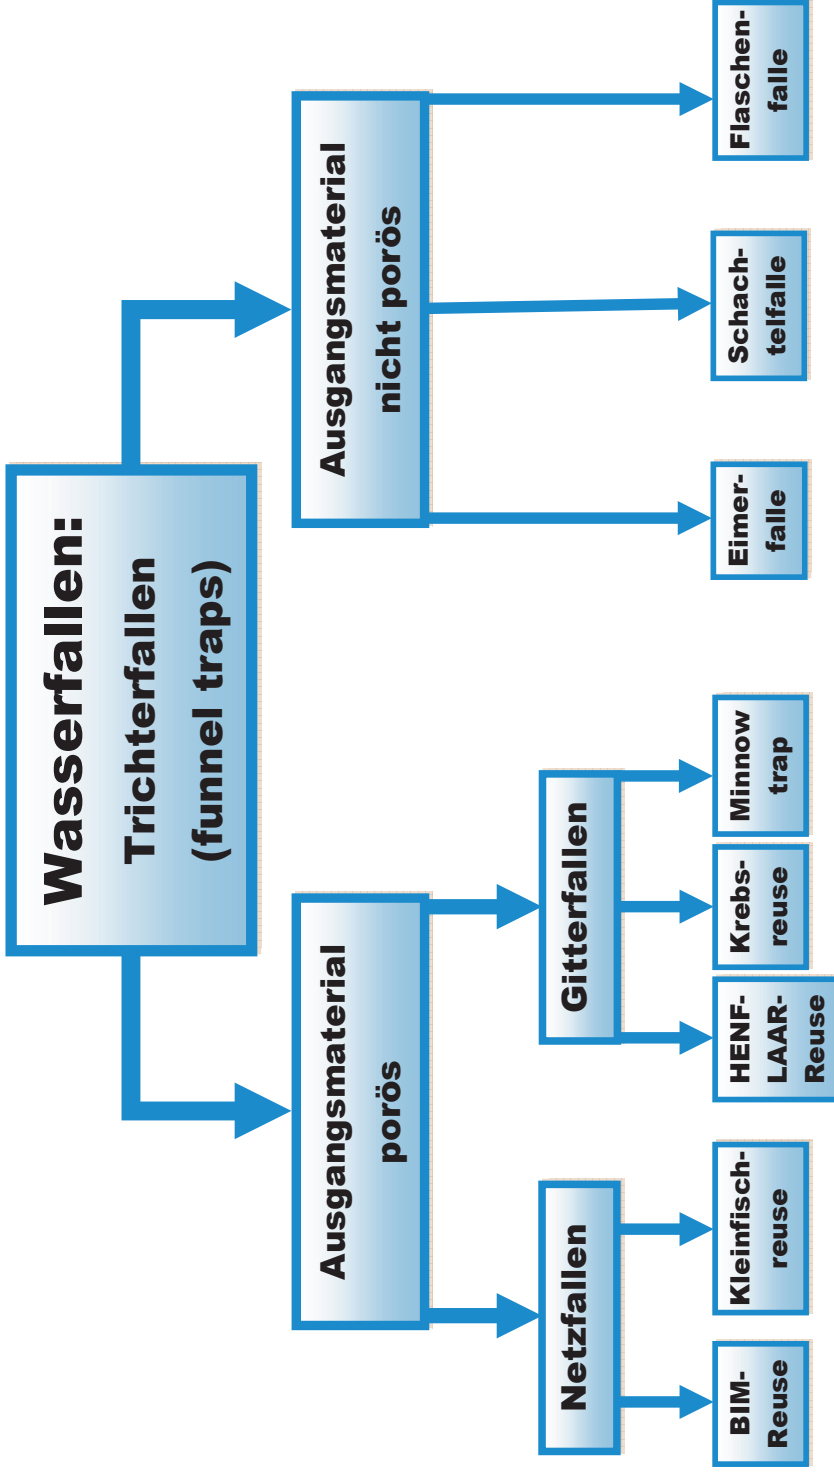 Wasserfallen:
Trichterfallen
(funnel traps)
Ausgangsmaterial
porös
Ausgangsmaterial
nicht porös
Netzfallen
Gitterfallen
BIM-
Reuse
Kleinfisch-
reuse
HENF-
LAAR-
Reuse
Krebs-
reuse
Minnow
trap
Eimer-
falle
Schach-
telfalle
Flaschen-
falle